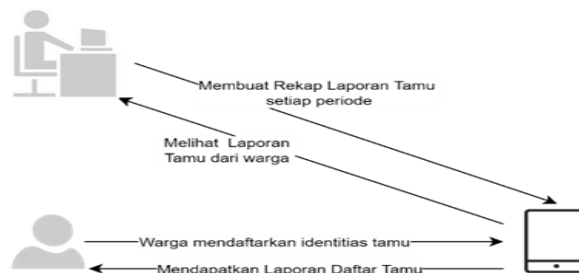 Membuat Rekap Laporan Tamu
setiap periode
Melihat Laporan
Tamu dari warga
Warga mendaftarkan identitias tamu
Mendapatkan Laporan Daftar Tamu